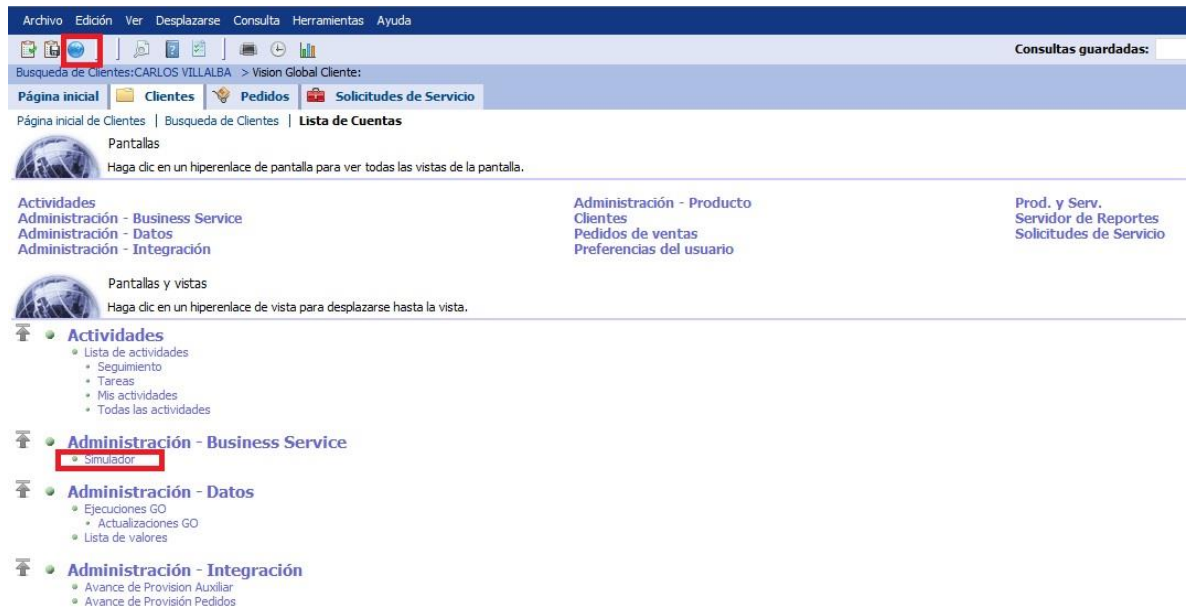 Archivo Edición Ver Desplazarse Consulta Herramientas Ayuda
Consultas guardadas:
Busqueda de Clientes:CARLOS VILLALBA > Vision Global Cliente:
Página inicial Clientes Pedidos Solicitudes de Servicio
Página inicial de Clientes | Busqueda de Clientes | Lista de Cuentas
Pantallas
Haga clic en un hiperenlace de pantalla para ver todas las vistas de la pantalla.
Actividades Administración - Producto Prod. y Serv.
Administración - Business Service Clientes Servidor de Reportes
Administración - Datos Pedidos de ventas Solicitudes de Servicio
Administración - Integración Preferencias del usuario
Pantallas y vistas
Haga clic en un hiperenlace de vista para desplazarse hasta la vista.
Actividades
Lista de actividades
Seguimiento
Tareas
Mis actividades
Todas las actividades
Administración - Business Service
Simulador
Administración - Datos
Ejecuciones GO
Actualizaciones GO
Lista de valores
Administración - Integración
Avance de Provision Auxiliar
Avance de Provisión Pedidos